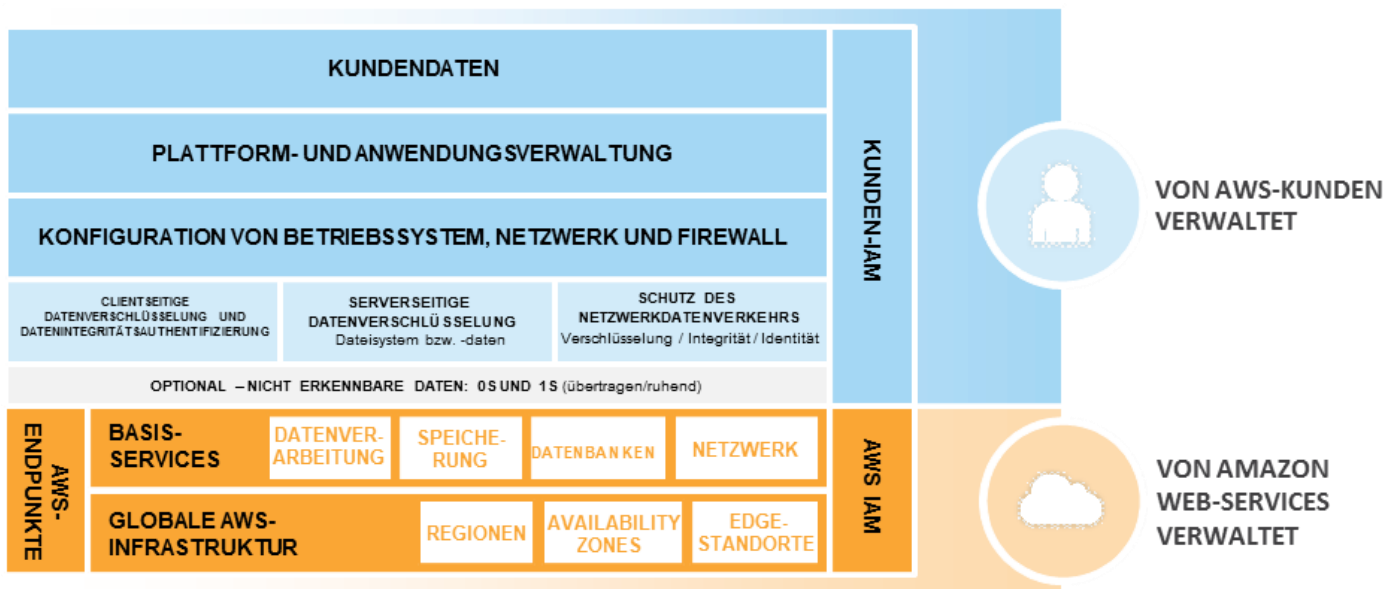 KUNDENDATEN
PLATTFORM- UND ANWENDUNGSVERWALTUNG
KONFIGURATION VON BETRIEBSSYSTEM, NETZWERK UND FIREWALL
CLIENTSEITIGE
DATENVERSCHLÜSSELUNG UND
DATENINTEGRITÄTSAUTHENTIFIZIERUNG
SERVERSEITIGE
DATENVERSCHLÜSSELUNG
Dateisystem bzw. -daten
SCHUTZ DES
NETZWERKDATENVERKEHRS
Verschlüsselung / Integrität / Identität
OPTIONAL – NICHT ERKENNBARE DATEN: 0S UND 1S (übertragen/ruhend)
KUNDEN-IAM
VON AWS-KUNDEN
VERWALTET
AWS-
ENDPUNKTE
BASIS-
SERVICES
DATENVER-
ARBEITUNG
SPEICHE-
RUNG
DATENBANKEN
NETZWERK
GLOBALE AWS-
INFRASTRUKTUR
REGIONEN
AVAILABILITY
ZONES
EDGE-
STANDORTE
AWS IAM
VON AMAZON
WEB-SERVICES
VERWALTET